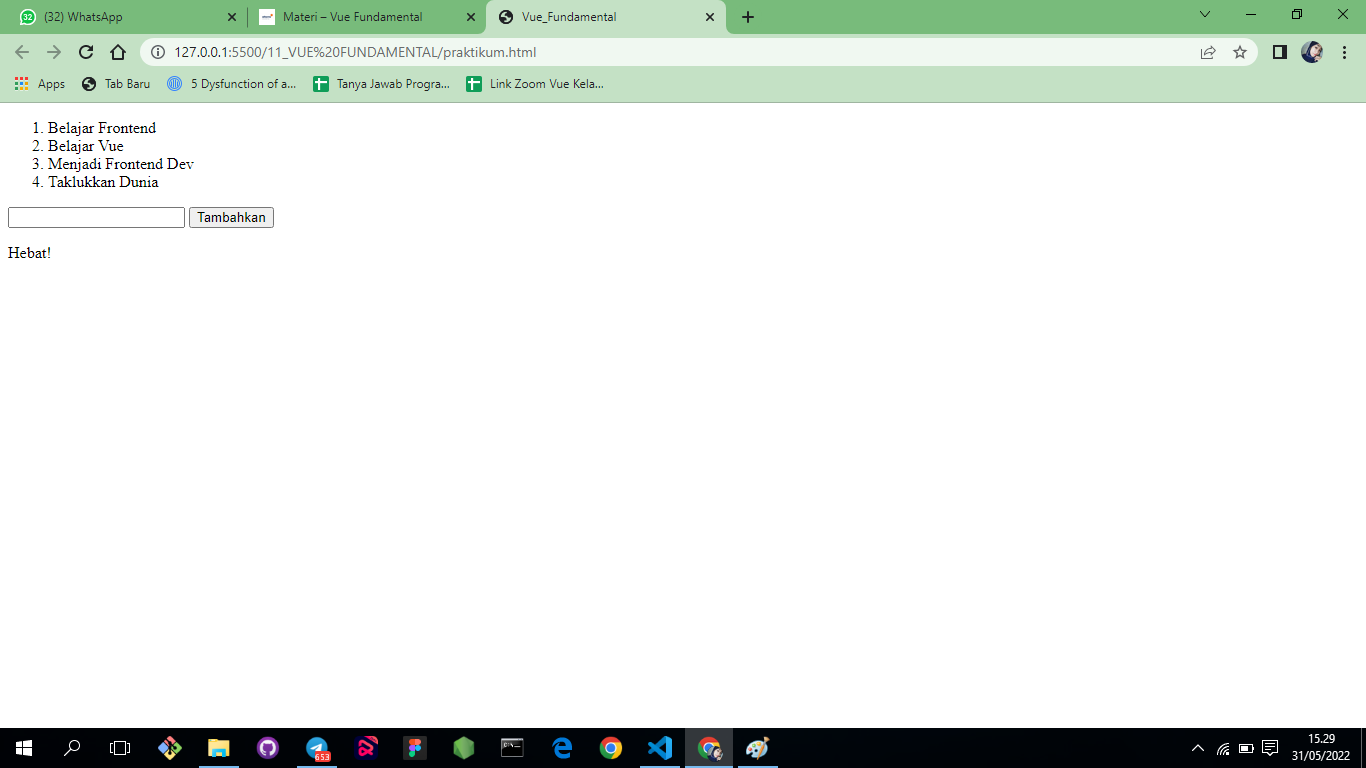 (32) WhatsApp
Materi – Vue Fundamental
Vue_Fundamental
127.0.0.1:5500/11_VUE%20FUNDAMENTAL/praktikum.html
Apps
Tab Baru
5 Dysfunction of a...
Tanya Jawab Progra...
Link Zoom Vue Kela...
1. Belajar Frontend
2. Belajar Vue
3. Menjadi Frontend Dev
4. Taklukkan Dunia
Tambahkan
Hebat!
653
15.29
31/05/2022